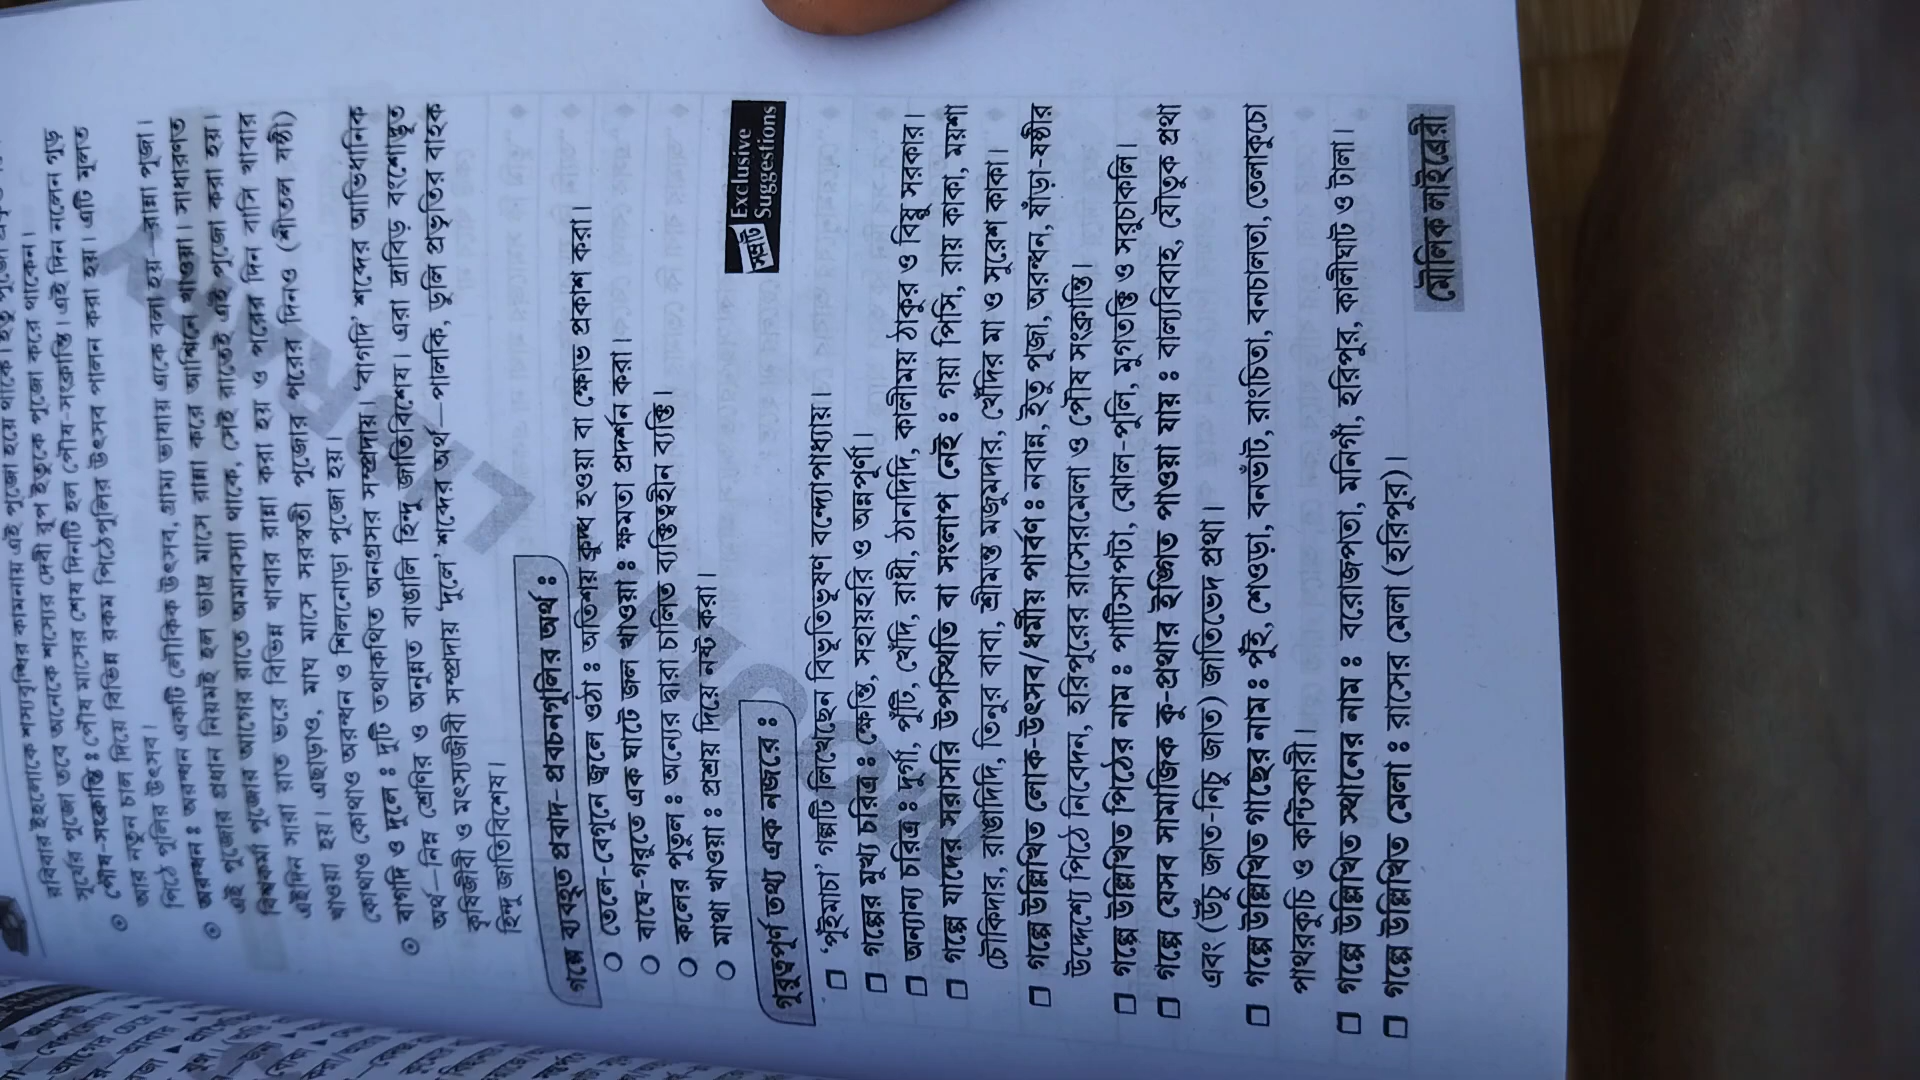 রবিবার হইলোকে শস্যবৃদ্ধির কামনায় এই পুজো হয়ে থাকে। ইতু পুজো
সূর্যের পুজো তবে অনেকে শস্যের দেবী রূপে ইতুকে পুজো করে থাকেন।
⊙ পৌষ-সংক্রান্তি : পৌষ মাসের শেষ দিনটি হল পৌষ-সংক্রান্তি। এই দিন নলেন গুড়
আর নতুন চাল দিয়ে বিভিন্ন রকম পিঠেপুলির উৎসব পালন করা হয়। এটি মূলত
পিঠে পুলির উৎসব।
⊙ অরন্ধন : অরন্ধন একটি লৌকিক উৎসব, গ্রাম্য ভাষায় একে বলা হয়—রান্না পুজা।
এই পুজোর প্রধান নিয়মই হল ভাদ্র মাসে রান্না করে আশ্বিনে খাওয়া। সাধারণত
বিশ্বকর্মা পুজোর আগের রাতে অমাবস্যা থাকে, সেই রাতেই এই পুজো করা হয়।
এইদিন সারা রাত ভরে বিভিন্ন খাবার রান্না করা হয় ও পরের দিন বাসি খাবার
খাওয়া হয়। এছাড়াও, মাঘ মাসে সরস্বতী পুজোর পরের দিনও (শীতল ষষ্ঠী)
কোথাও কোথাও অরন্ধন ও শিলনোড়া পুজো হয়।
⊙ বাগদি ও দুলে : দুটি তথাকথিত অনগ্রসর সম্প্রদায়। 'বাগদি' শব্দের আভিধানিক
অর্থ—নিম্ন শ্রেণির ও অনুন্নত বাঙালি হিন্দু জাতিবিশেষ। এরা দ্রাবিড় বংশোদ্ভূত
কৃষিজীবী ও মৎস্যজীবী সম্প্রদায় 'দুলে' শব্দের অর্থ—পালকি, ডুলি প্রভৃতির বাহক
হিন্দু জাতিবিশেষ।
গল্পে ব্যবহৃত প্রবাদ-প্রবচনগুলির অর্থ :
○ তেলে-বেগুনে জ্বলে ওঠা : অতিশয় ক্রুদ্ধ হওয়া বা ক্ষোভ প্রকাশ করা।
○ বাঘে-গরুতে এক ঘাটে জল খাওয়া : ক্ষমতা প্রদর্শন করা।
○ কলের পুতুল : অন্যের দ্বারা চালিত ব্যক্তিত্বহীন ব্যক্তি।
○ মাথা খাওয়া : প্রশ্রয় দিয়ে নষ্ট করা।
গুরুত্বপূর্ণ তথ্য এক নজরে :
সম্রাট Exclusive Suggestions
□ 'পুঁইমাচা' গল্পটি লিখেছেন বিভূতিভূষণ বন্দ্যোপাধ্যায়।
□ গল্পের মুখ্য চরিত্র : ক্ষেন্তি, সহায়হরি ও অন্নপূর্ণা।
□ অন্যান্য চরিত্র : দুর্গা, পুঁটি, খেঁদি, রাধী, ঠানদিদি, কালীময় ঠাকুর ও বিষ্ণু সরকার।
□ গল্পে যাদের সরাসরি উপস্থিতি বা সংলাপ নেই : গয়া পিসি, রায় কাকা, ময়শা
চৌকিদার, রাঙাদিদি, তিনুর বাবা, শ্রীমন্ত মজুমদার, খেঁদির মা ও সুরেশ কাকা।
□ গল্পে উল্লিখিত লোক-উৎসব/ধর্মীয় পার্বণ : নবান্ন, ইতু পূজা, অরন্ধন, ষাঁড়া-ষষ্ঠীর
উদ্দেশ্যে পিঠে নিবেদন, হরিপুরের রাসেরমেলা ও পৌষ সংক্রান্তি।
□ গল্পে উল্লিখিত পিঠের নাম : পাটিসাপটা, ঝোল-পুলি, মুগতক্তি ও সরুচাকলি।
□ গল্পে যেসব সামাজিক কু-প্রথার ইঙ্গিত পাওয়া যায় : বাল্যবিবাহ, যৌতুক প্রথা
এবং (উঁচু জাত-নিচু জাত) জাতিভেদ প্রথা।
□ গল্পে উল্লিখিত গাছের নাম : পুঁই, শেওড়া, বনভাঁট, রাংচিতা, বনচালতা, তেলাকুচো
পাথরকুচি ও কন্টিকারী।
□ গল্পে উল্লিখিত স্থানের নাম : বরোজপতা, মনিগাঁ, হরিপুর, কালীঘাট ও টালা।
□ গল্পে উল্লিখিত মেলা : রাসের মেলা (হরিপুর)।
মৌলিক লাইব্রেরী